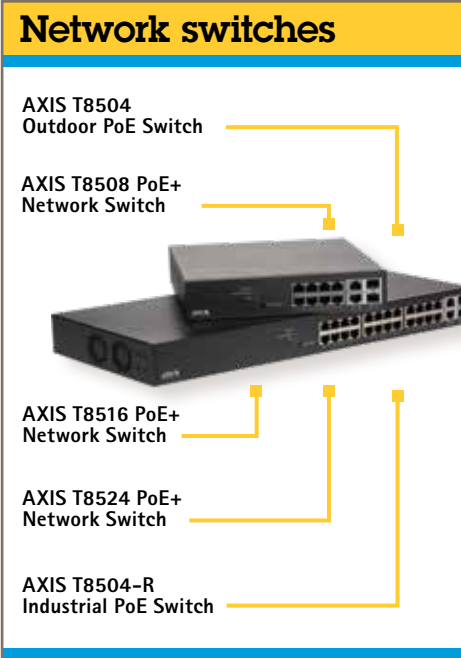 Network switches
AXIS T8504
Outdoor PoE Switch
AXIS T8508 PoE+
Network Switch
AXIS T8516 PoE+
Network Switch
AXIS T8524 PoE+
Network Switch
AXIS T8504-R
Industrial PoE Switch